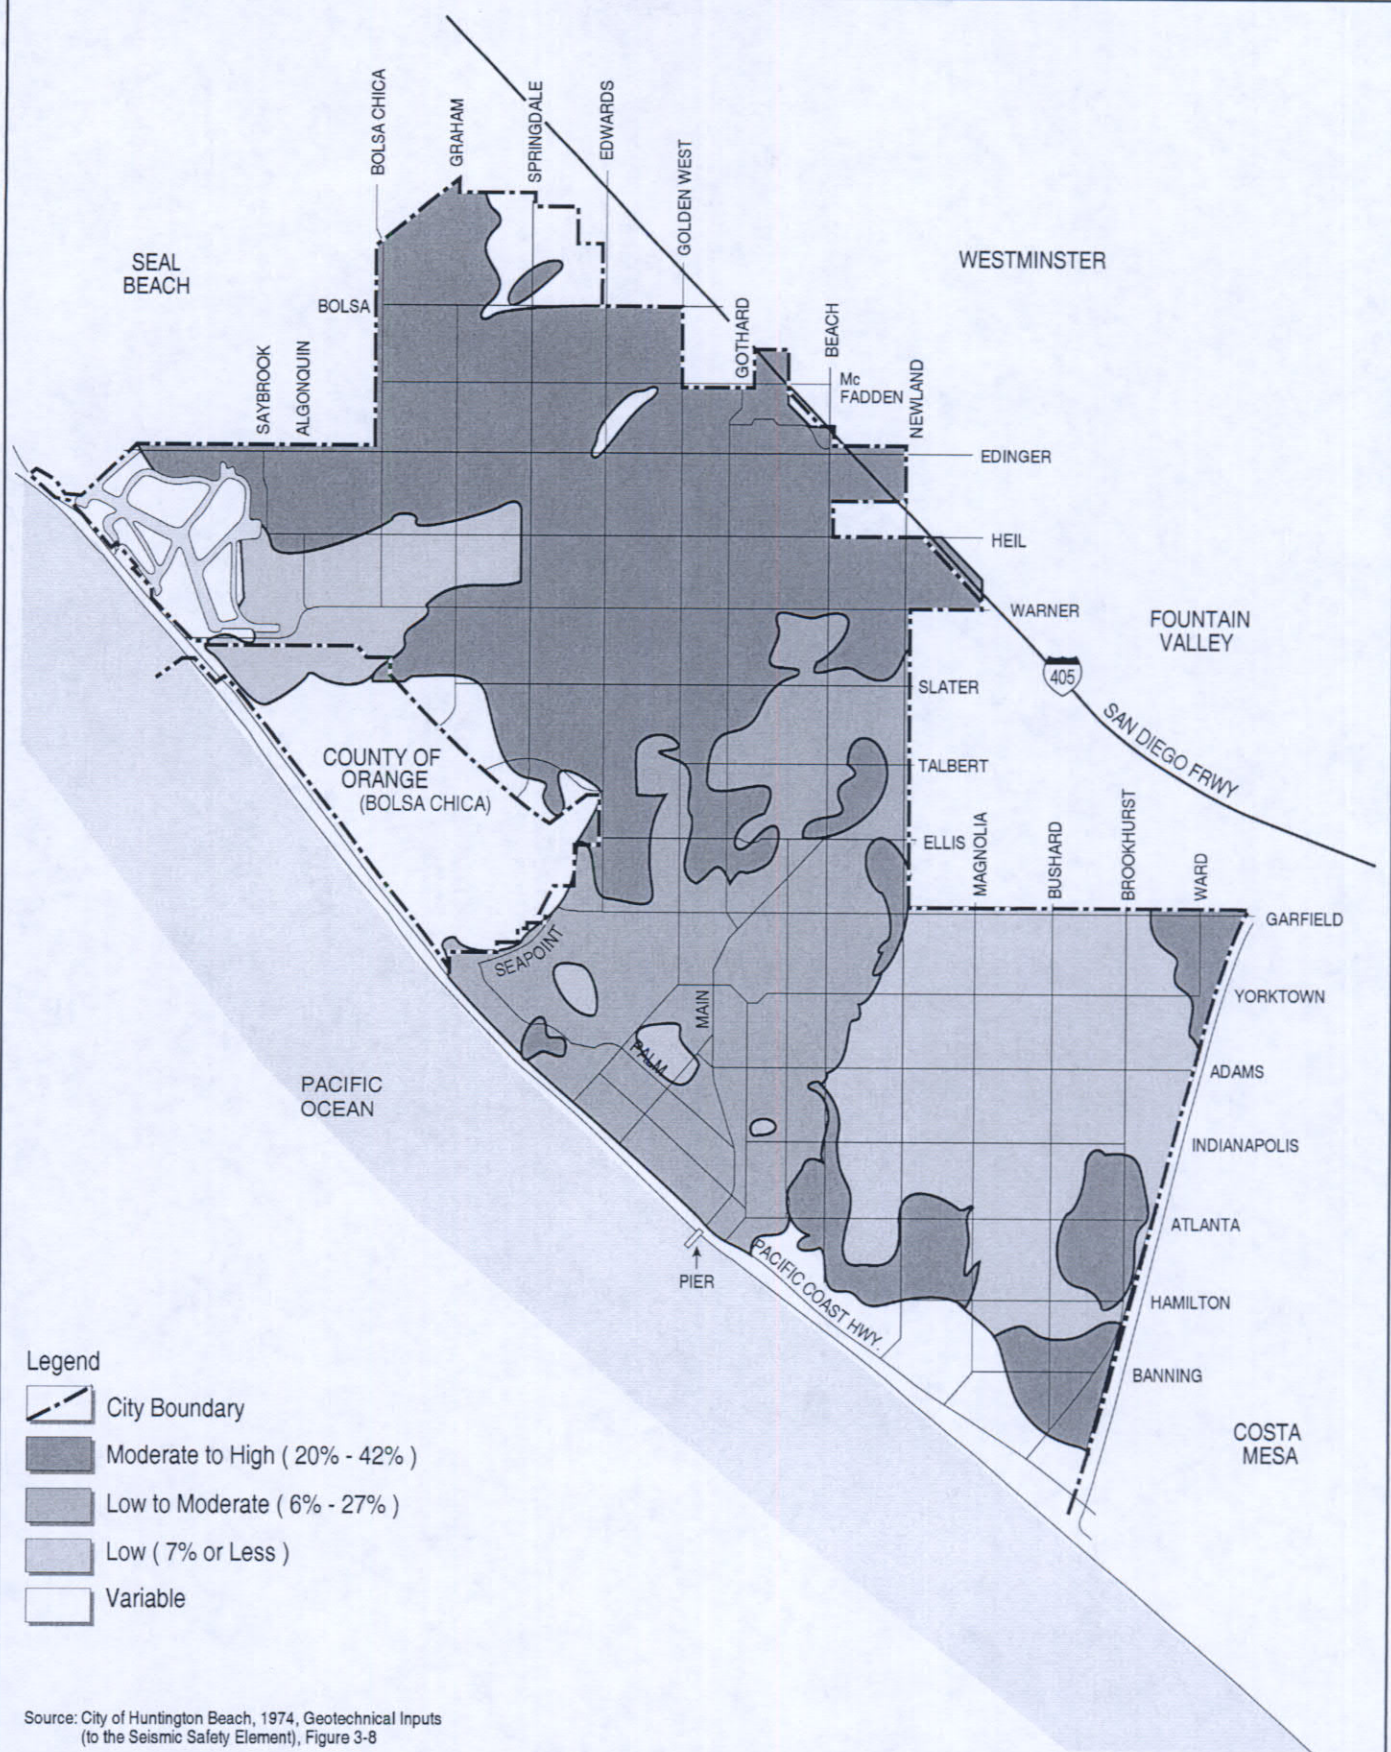 BOLSA CHICA
GRAHAM
SPRINGDALE
EDWARDS
GOLDEN WEST
SEAL
BEACH
WESTMINSTER
BOLSA
GOTHARD
BEACH
SAYBROOK
ALGONQUIN
Mc
FADDEN
NEWLAND
EDINGER
HEIL
WARNER
FOUNTAIN
VALLEY
405
SLATER
SAN DIEGO FRWY
COUNTY OF
ORANGE
(BOLSA CHICA)
TALBERT
ELLIS
MAGNOLIA
BUSHARD
BROOKHURST
WARD
GARFIELD
SEAPOINT
YORKTOWN
MAIN
PALM
ADAMS
PACIFIC
OCEAN
INDIANAPOLIS
ATLANTA
PIER
PACIFIC COAST HWY.
HAMILTON
BANNING
COSTA
MESA
Legend
City Boundary
Moderate to High ( 20% - 42% )
Low to Moderate ( 6% - 27% )
Low ( 7% or Less )
Variable
Source: City of Huntington Beach, 1974, Geotechnical Inputs
(to the Seismic Safety Element), Figure 3-8